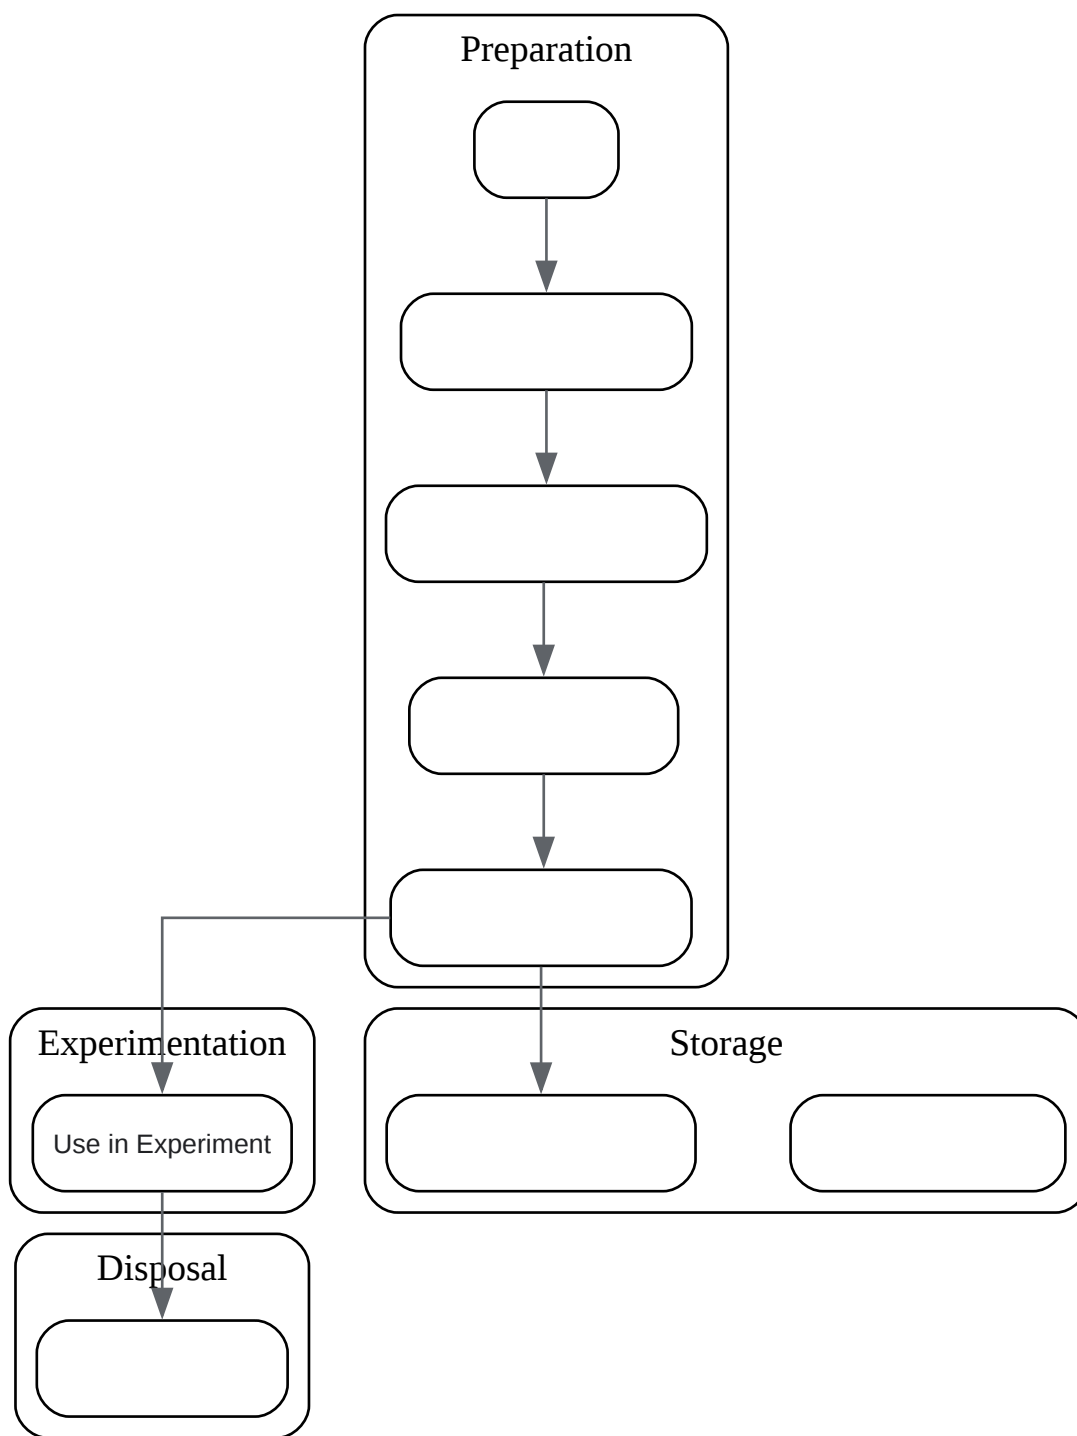 Preparation
Experimentation
Storage
Use in Experiment
Disposal